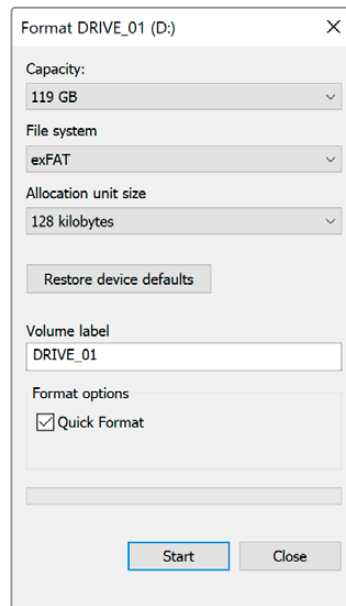 Format DRIVE_01 (D:)
Capacity:
119 GB
File system
exFAT
Allocation unit size
128 kilobytes
Restore device defaults
Volume label
DRIVE_01
Format options
Quick Format
Start Close